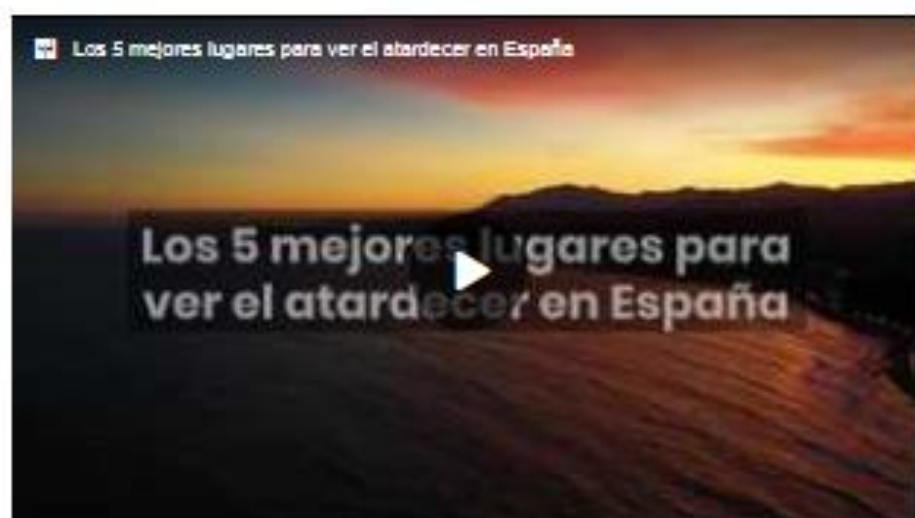 Los 5 mejores lugares para ver el atardecer en España
Los 5 mejores lugares para
ver el atardecer en España